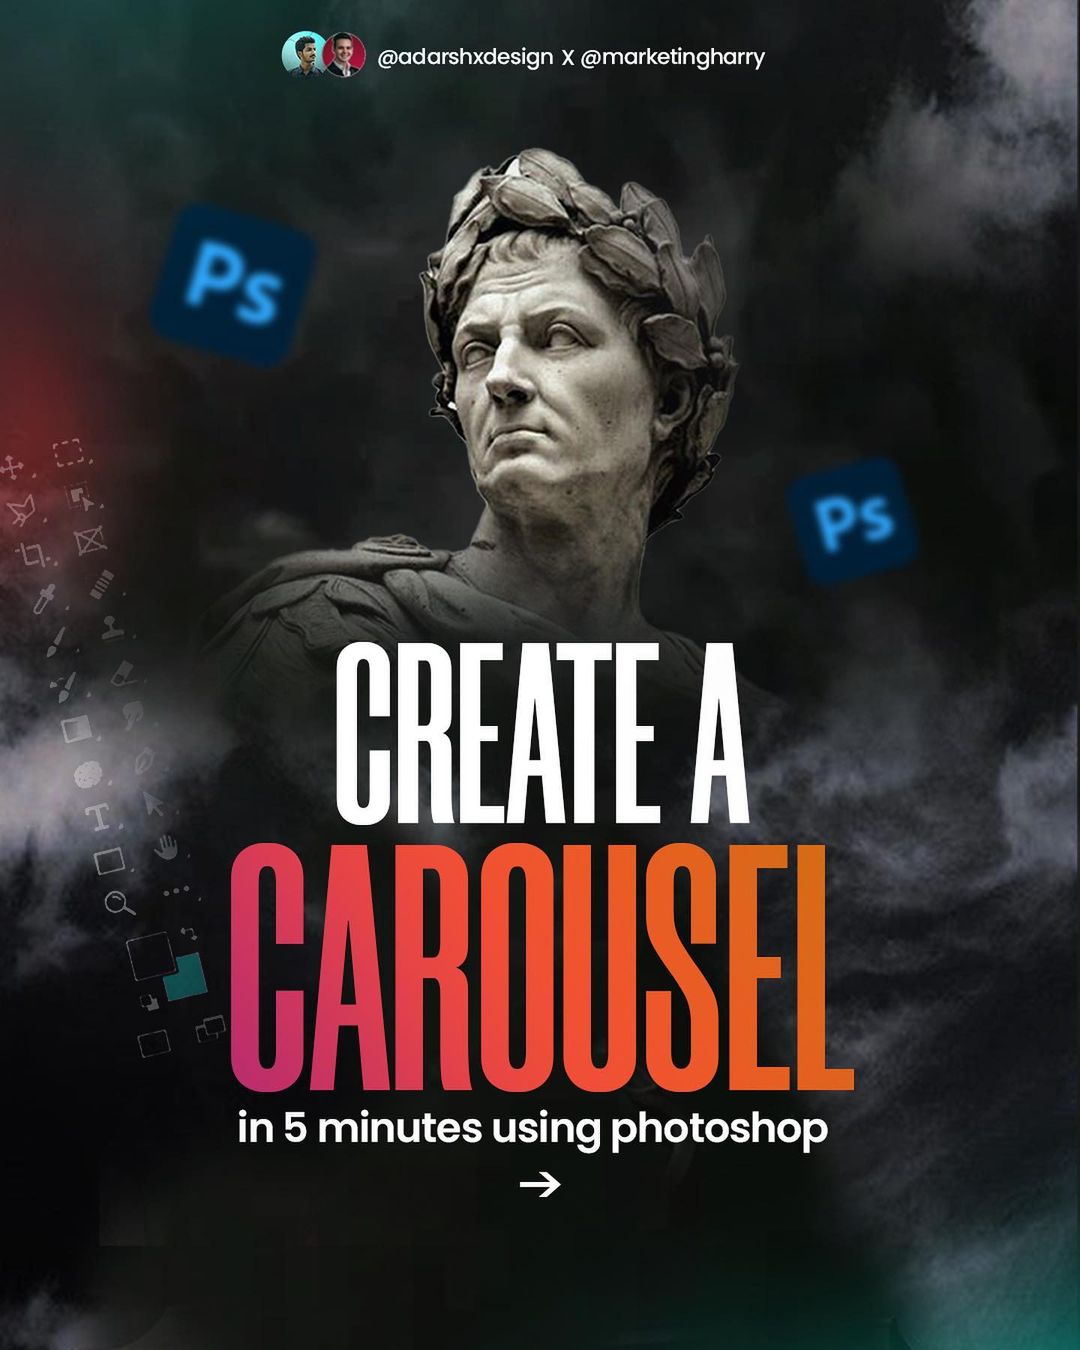 @adarshxdesign X @marketingharry
Ps
Ps
CREATE A
CAROUSEL
in 5 minutes using photoshop
→